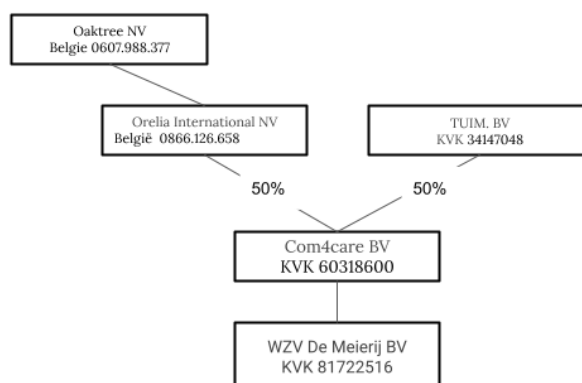 Oaktree NV
Belgie 0607.988.377
Orelia International NV
België 0866.126.658
TUIM. BV
KVK 34147048
50%
50%
Com4care BV
KVK 60318600
WZV De Meierij BV
KVK 81722516